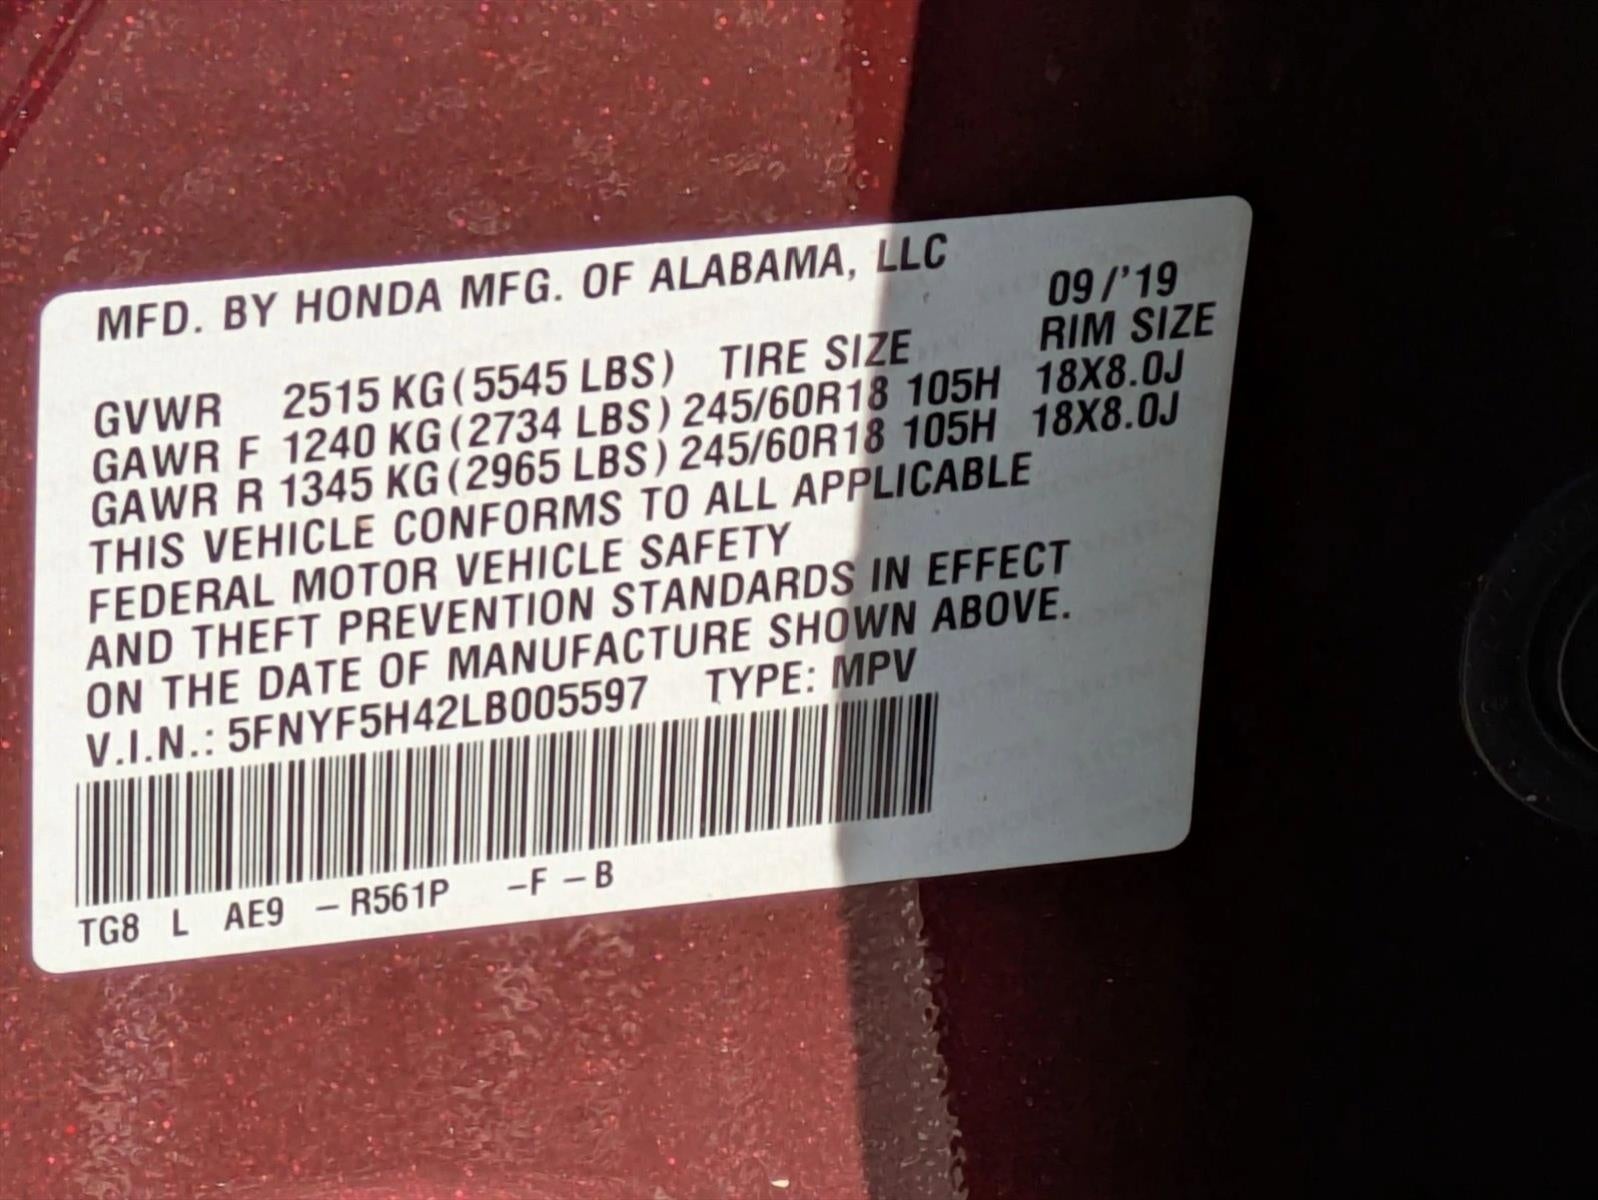 MFD. BY HONDA MFG. OF ALABAMA, LLC
09/'19
GVWR 2515 KG (5545 LBS) TIRE SIZE RIM SIZE
GAWR F 1240 KG (2734 LBS) 245/60R18 105H 18X8.0J
GAWR R 1345 KG (2965 LBS) 245/60R18 105H 18X8.0J
THIS VEHICLE CONFORMS TO ALL APPLICABLE
FEDERAL MOTOR VEHICLE SAFETY
AND THEFT PREVENTION STANDARDS IN EFFECT
ON THE DATE OF MANUFACTURE SHOWN ABOVE.
V.I.N.: 5FNYF5H42LB005597 TYPE: MPV
TG8 L AE9 – R561P –F – B